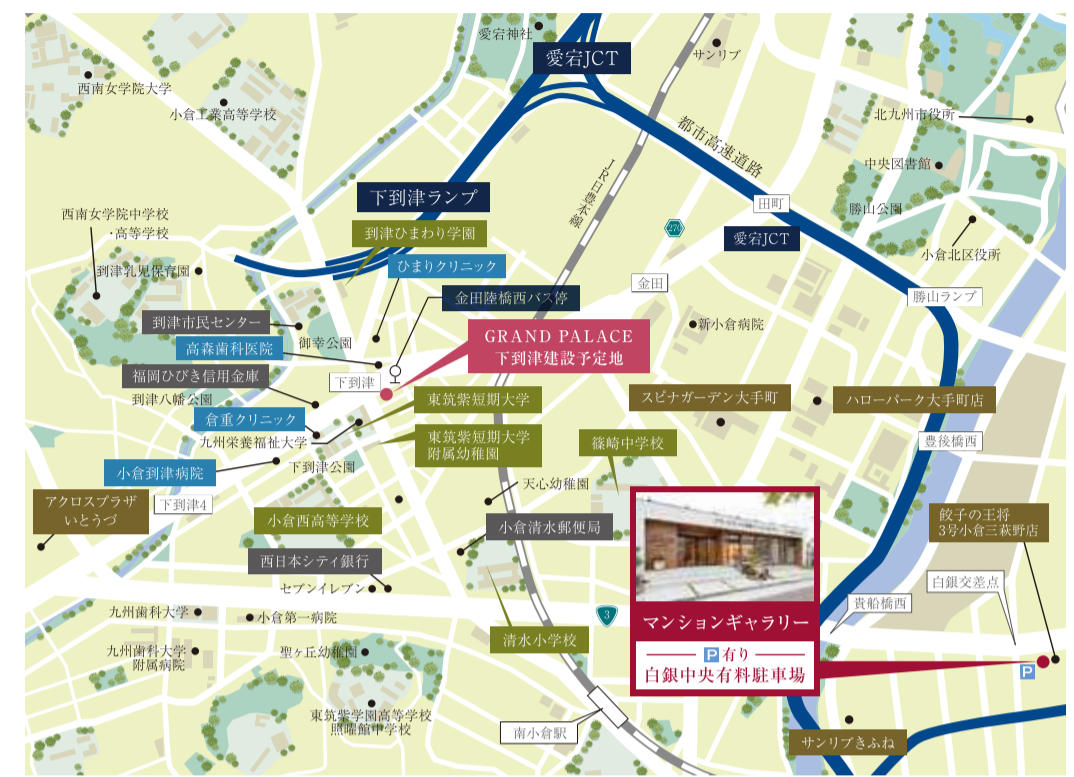 愛宕神社
愛宕JCT
サンリブ
西南女学院大学
小倉工業高等学校
北九州市役所
都市高速道路
中央図書館
JR日豊本線
下到津ランプ
田町
勝山公園
西南女学院中学校
・高等学校
到津ひまわり学園
270
愛宕JCT
小倉北区役所
到津乳児保育園
ひまりクリニック
金田
金田陸橋西バス停
勝山ランプ
到津市民センター
御幸公園
GRAND PALACE
下到津建設予定地
新小倉病院
高森歯科医院
福岡ひびき信用金庫
下到津
到津八幡公園
東筑紫短期大学
スピナガーデン大手町
ハローパーク大手町店
倉重クリニック
九州栄養福祉大学
東筑紫短期大学
附属幼稚園
篠崎中学校
豊後橋西
小倉到津病院
下到津公園
天心幼稚園
アクロスプラザ
いとうづ
下到津4
小倉西高等学校
小倉清水郵便局
餃子の王将
3号小倉三萩野店
西日本シティ銀行
セブンイレブン
白銀交差点
貴船橋西
九州歯科大学
小倉第一病院
3
マンションギャラリー
P有り
白銀中央有料駐車場
P
清水小学校
九州歯科大学
附属病院
聖ヶ丘幼稚園
東筑紫学園高等学校
照曜館中学校
南小倉駅
サンリブきふね